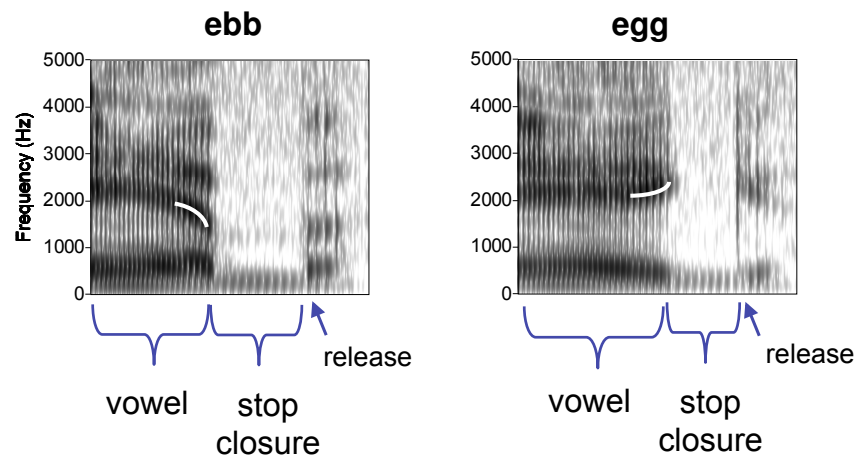 ebb
5000
4000
3000
2000
1000
0
Frequency (Hz)
release
vowel
stop
closure
egg
5000
4000
3000
2000
1000
0
release
vowel
stop
closure